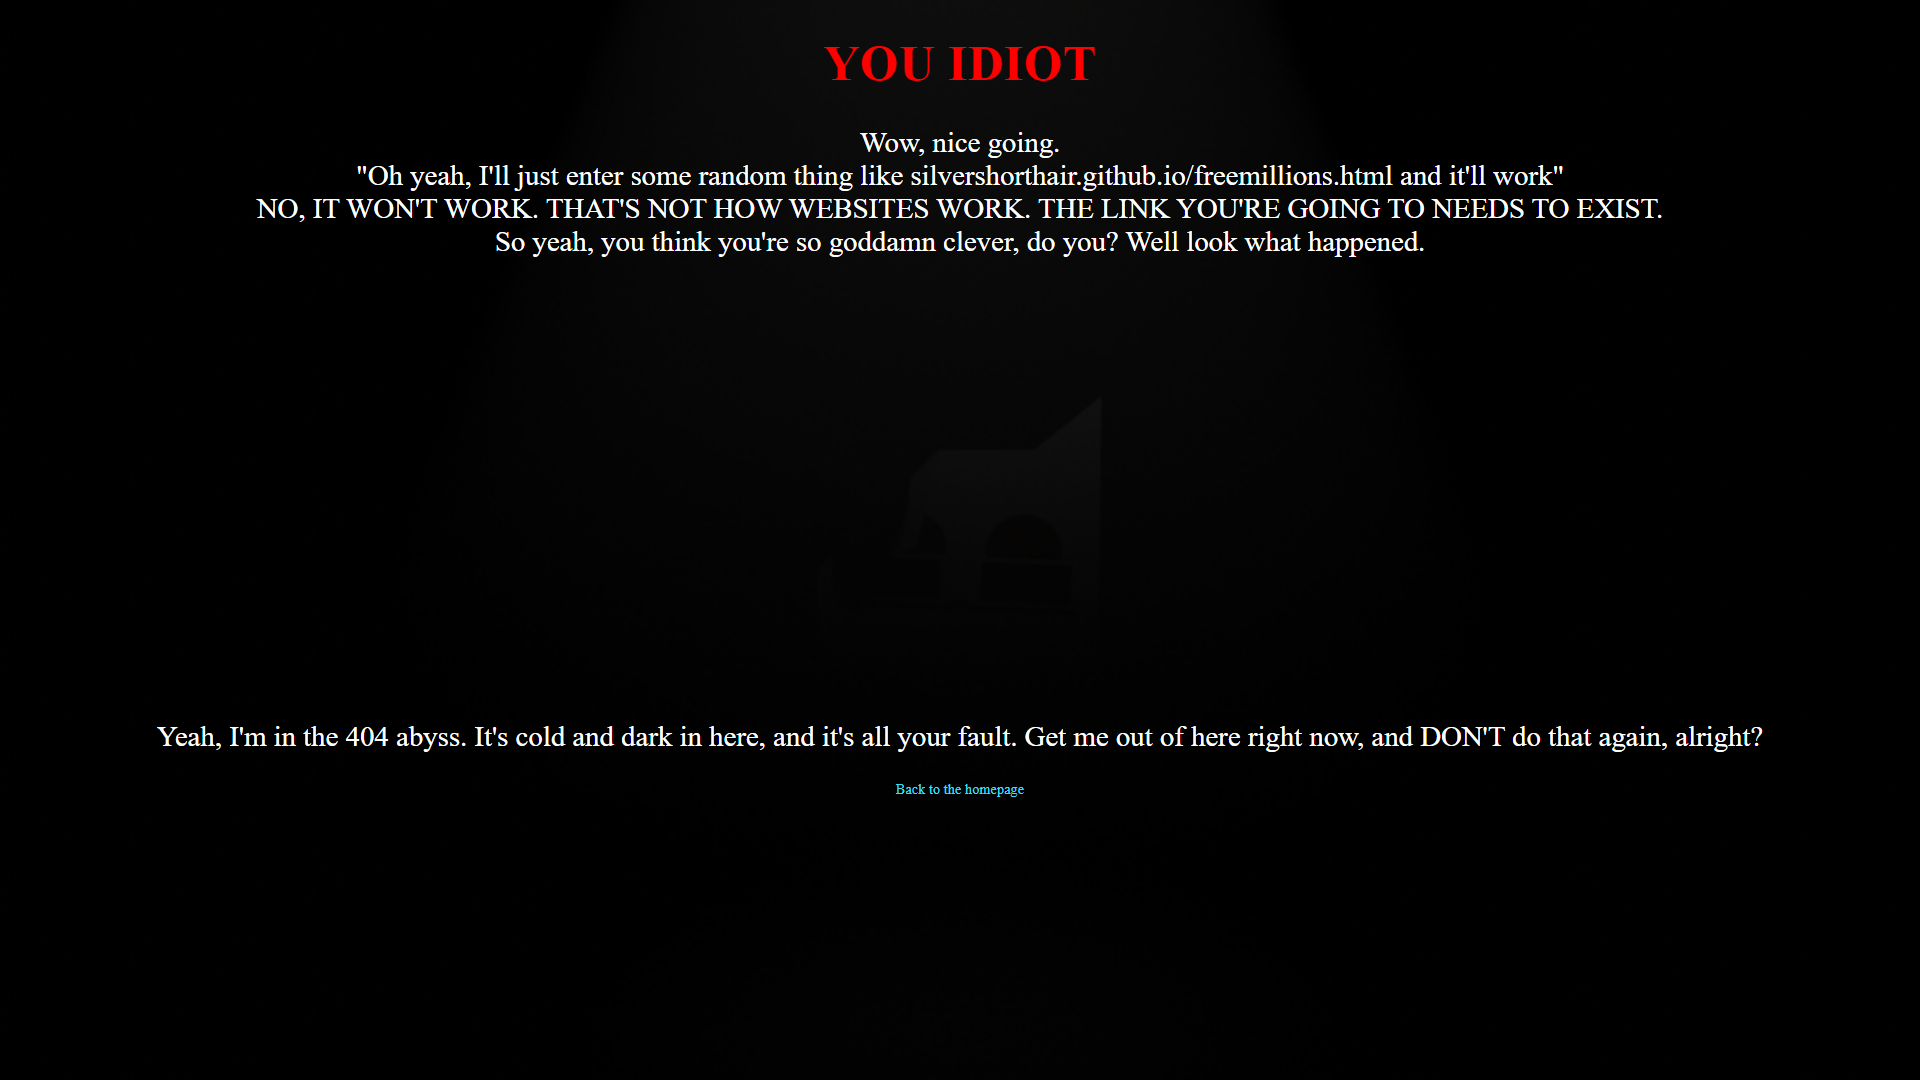 YOU IDIOT
Wow, nice going.
"Oh yeah, I'll just enter some random thing like silvershorthair.github.io/freemillions.html and it'll work"
NO, IT WON'T WORK. THAT'S NOT HOW WEBSITES WORK. THE LINK YOU'RE GOING TO NEEDS TO EXIST.
So yeah, you think you're so goddamn clever, do you? Well look what happened.
Yeah, I'm in the 404 abyss. It's cold and dark in here, and it's all your fault. Get me out of here right now, and DON'T do that again, alright?
Back to the homepage